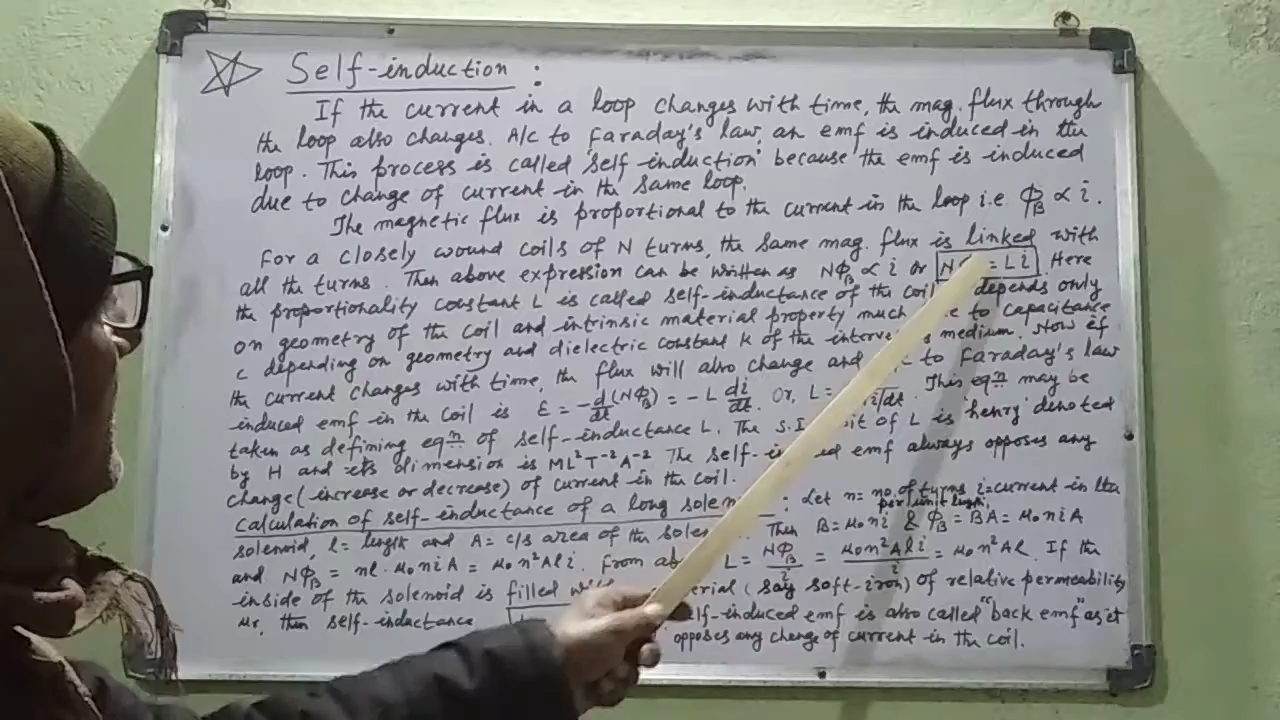 Self-induction :
If the current in a loop changes with time, the mag. flux through
the loop also changes. A/c to Faraday's law, an emf is induced in the
loop. This process is called 'self induction' because the emf is induced
due to change of current in the same loop.
The magnetic flux is proportional to the current in the loop i.e. Φ_B ∝ i.
For a closely wound coils of N turns, the same mag. flux is linked with
all the turns. Then above expression can be written as NΦ_B ∝ i or N = Li. Here
the proportionality constant L is called self-inductance of the coil depends only
on geometry of the coil and intrinsic material property much to capacitance
c depending on geometry and dielectric constant K of the medium. Now if
the current changes with time, the flux will also change and to Faraday's law
induced emf in the coil is ε = -d/dt (NΦ_B) = -L di/dt. Or, L = di/dt. This eqn may be
taken as defining eqn of self-inductance L. The S.I of L is 'henry' denoted
by H and its dimension is ML²T⁻²A⁻² The self- emf always opposes any
change (increase or decrease) of current in the coil.
Calculation of self-inductance of a long : Let n = no. of turns per unit length, i = current in the
solenoid, l = length and A = c/s area of the Then B = μ₀ni & Φ_B = BA = μ₀niA
and NΦ_B = nl·μ₀niA = μ₀n²Ali. From L = NΦ_B/i = μ₀n²Ali/i = μ₀n²Al. If the
inside of the solenoid is filled (say soft-iron) of relative permeability
μr, then self-inductance emf is also called "back emf" as it
opposes any change of current in the coil.